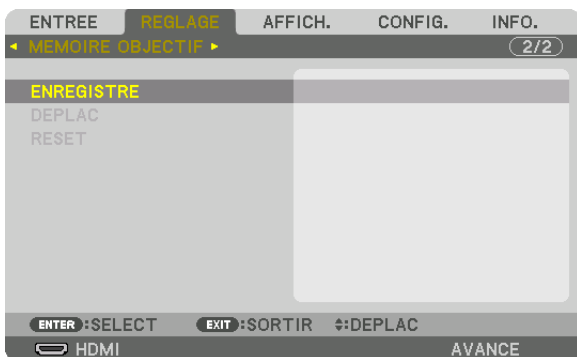 ENTREE REGLAGE AFFICH. CONFIG. INFO.
MEMOIRE OBJECTIF 2/2
ENREGISTRE
DEPLAC
RESET
ENTER :SELECT EXIT :SORTIR :DEPLAC
HDMI AVANCE